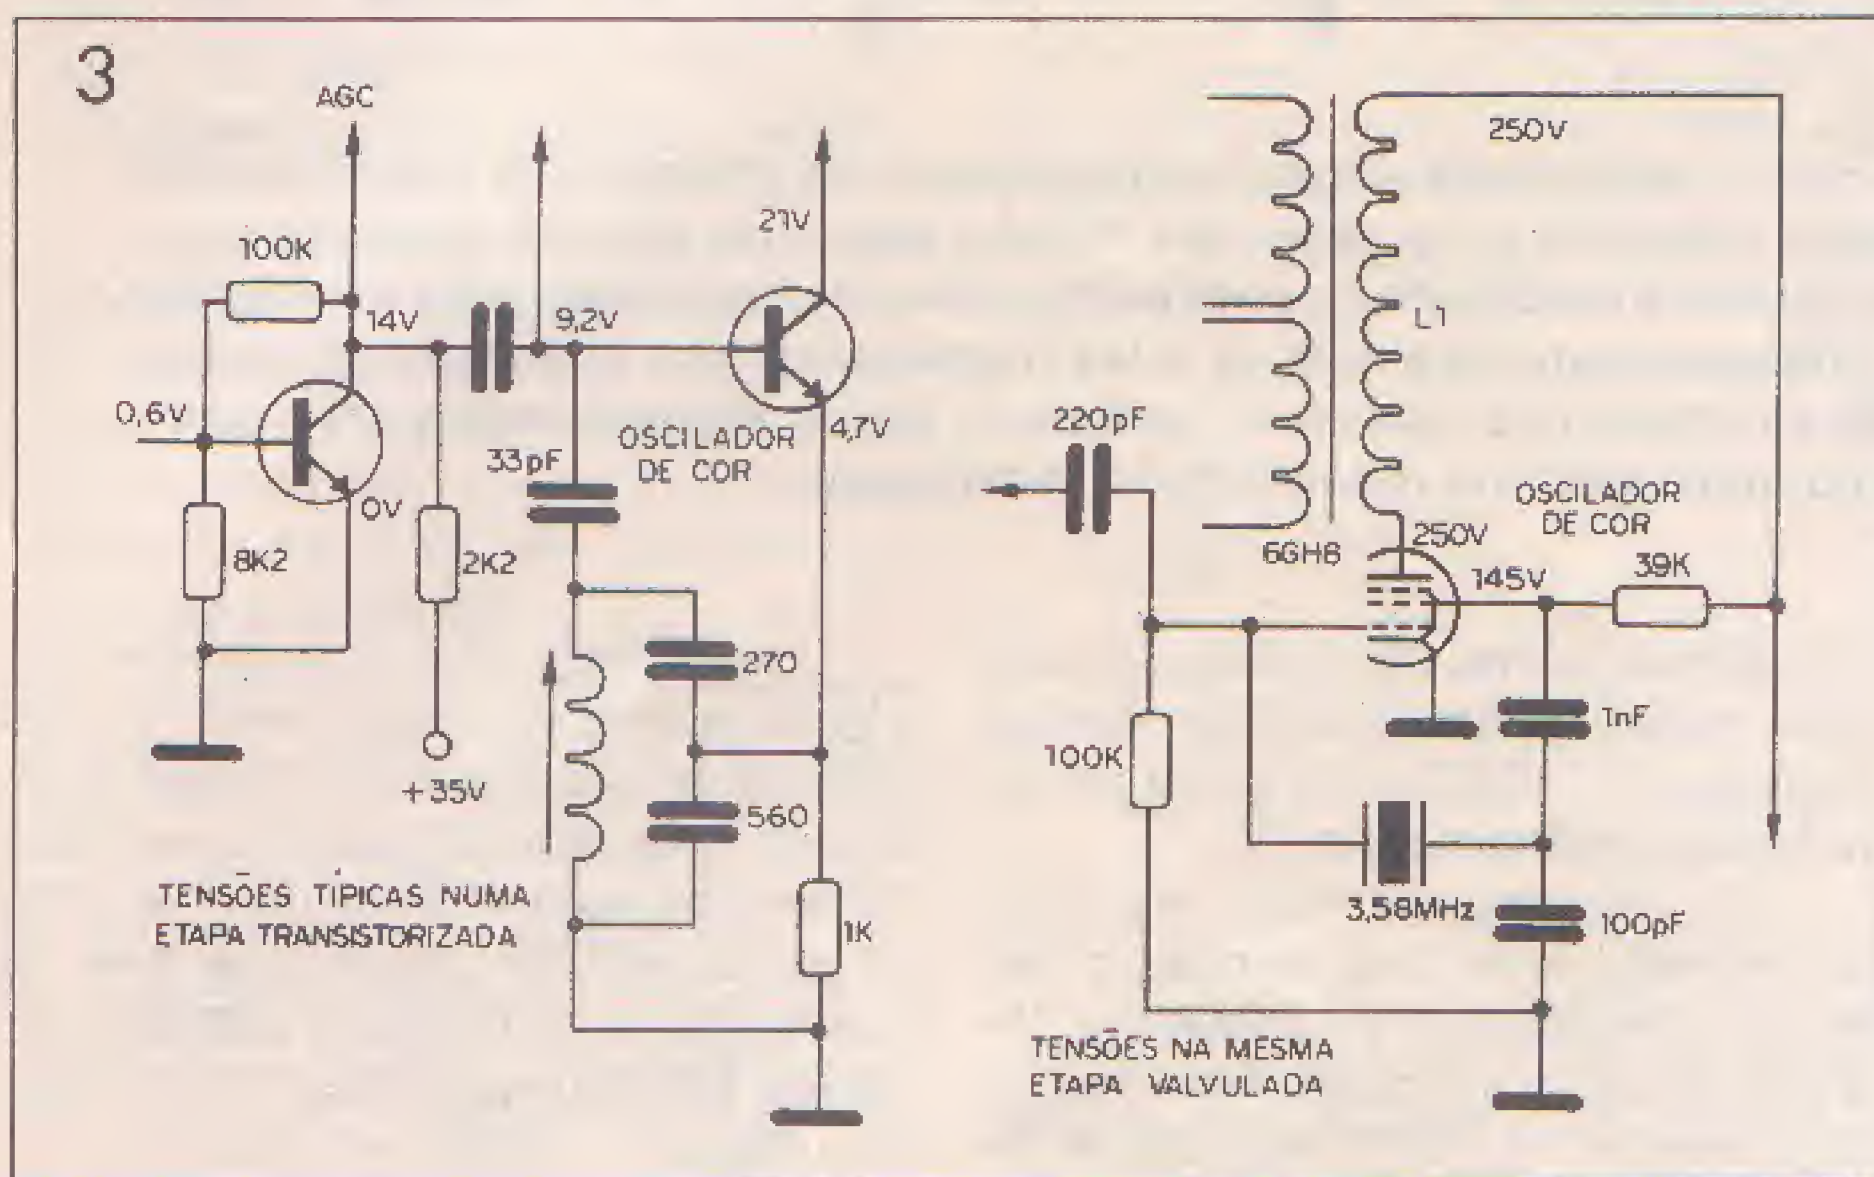 3
AGC
100K
14V
9,2V
21V
0,6V
0V
33pF
OSCILADOR
DE COR
4,7V
8K2
2K2
270
+35V
560
TENSÕES TÍPICAS NUMA
ETAPA TRANSISTORIZADA
1K
250V
L1
220pF
6GH8
250V
OSCILADOR
DE COR
145V
39K
1nF
100K
3,58MHz
100pF
TENSÕES NA MESMA
ETAPA VALVULADA